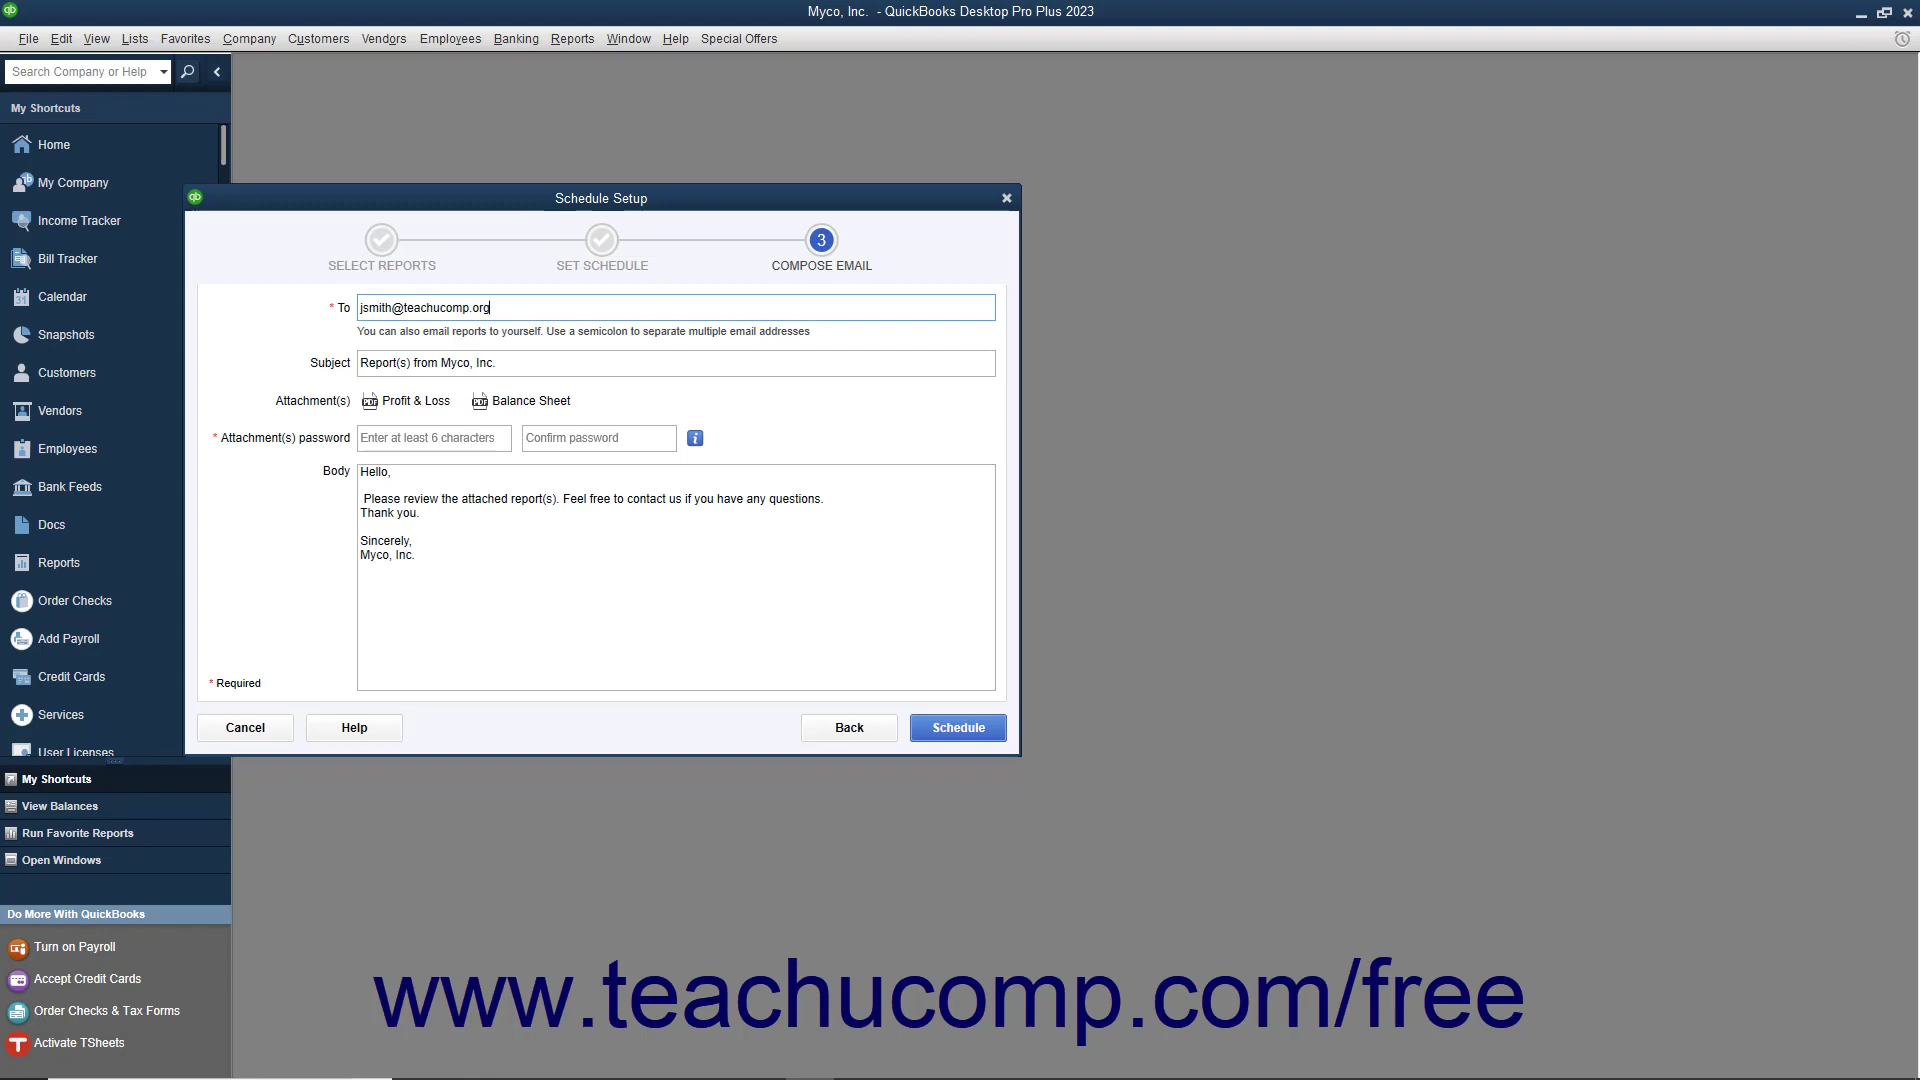 Myco, Inc.  - QuickBooks Desktop Pro Plus 2023
File Edit View Lists Favorites Company Customers Vendors Employees Banking Reports Window Help Special Offers
Search Company or Help
My Shortcuts
Home
My Company
Income Tracker
Bill Tracker
Calendar
Snapshots
Customers
Vendors
Employees
Bank Feeds
Docs
Reports
Order Checks
Add Payroll
Credit Cards
Services
User Licenses
My Shortcuts
View Balances
Run Favorite Reports
Open Windows
Do More With QuickBooks
Turn on Payroll
Accept Credit Cards
Order Checks & Tax Forms
Activate TSheets
Schedule Setup
3
SELECT REPORTS SET SCHEDULE COMPOSE EMAIL
* To jsmith@teachucomp.org
You can also email reports to yourself. Use a semicolon to separate multiple email addresses
Subject Report(s) from Myco, Inc.
Attachment(s) Profit & Loss Balance Sheet
* Attachment(s) password Enter at least 6 characters Confirm password
Body Hello,
Please review the attached report(s). Feel free to contact us if you have any questions.
Thank you.
Sincerely,
Myco, Inc.
* Required
Cancel Help Back Schedule
www.teachucomp.com/free